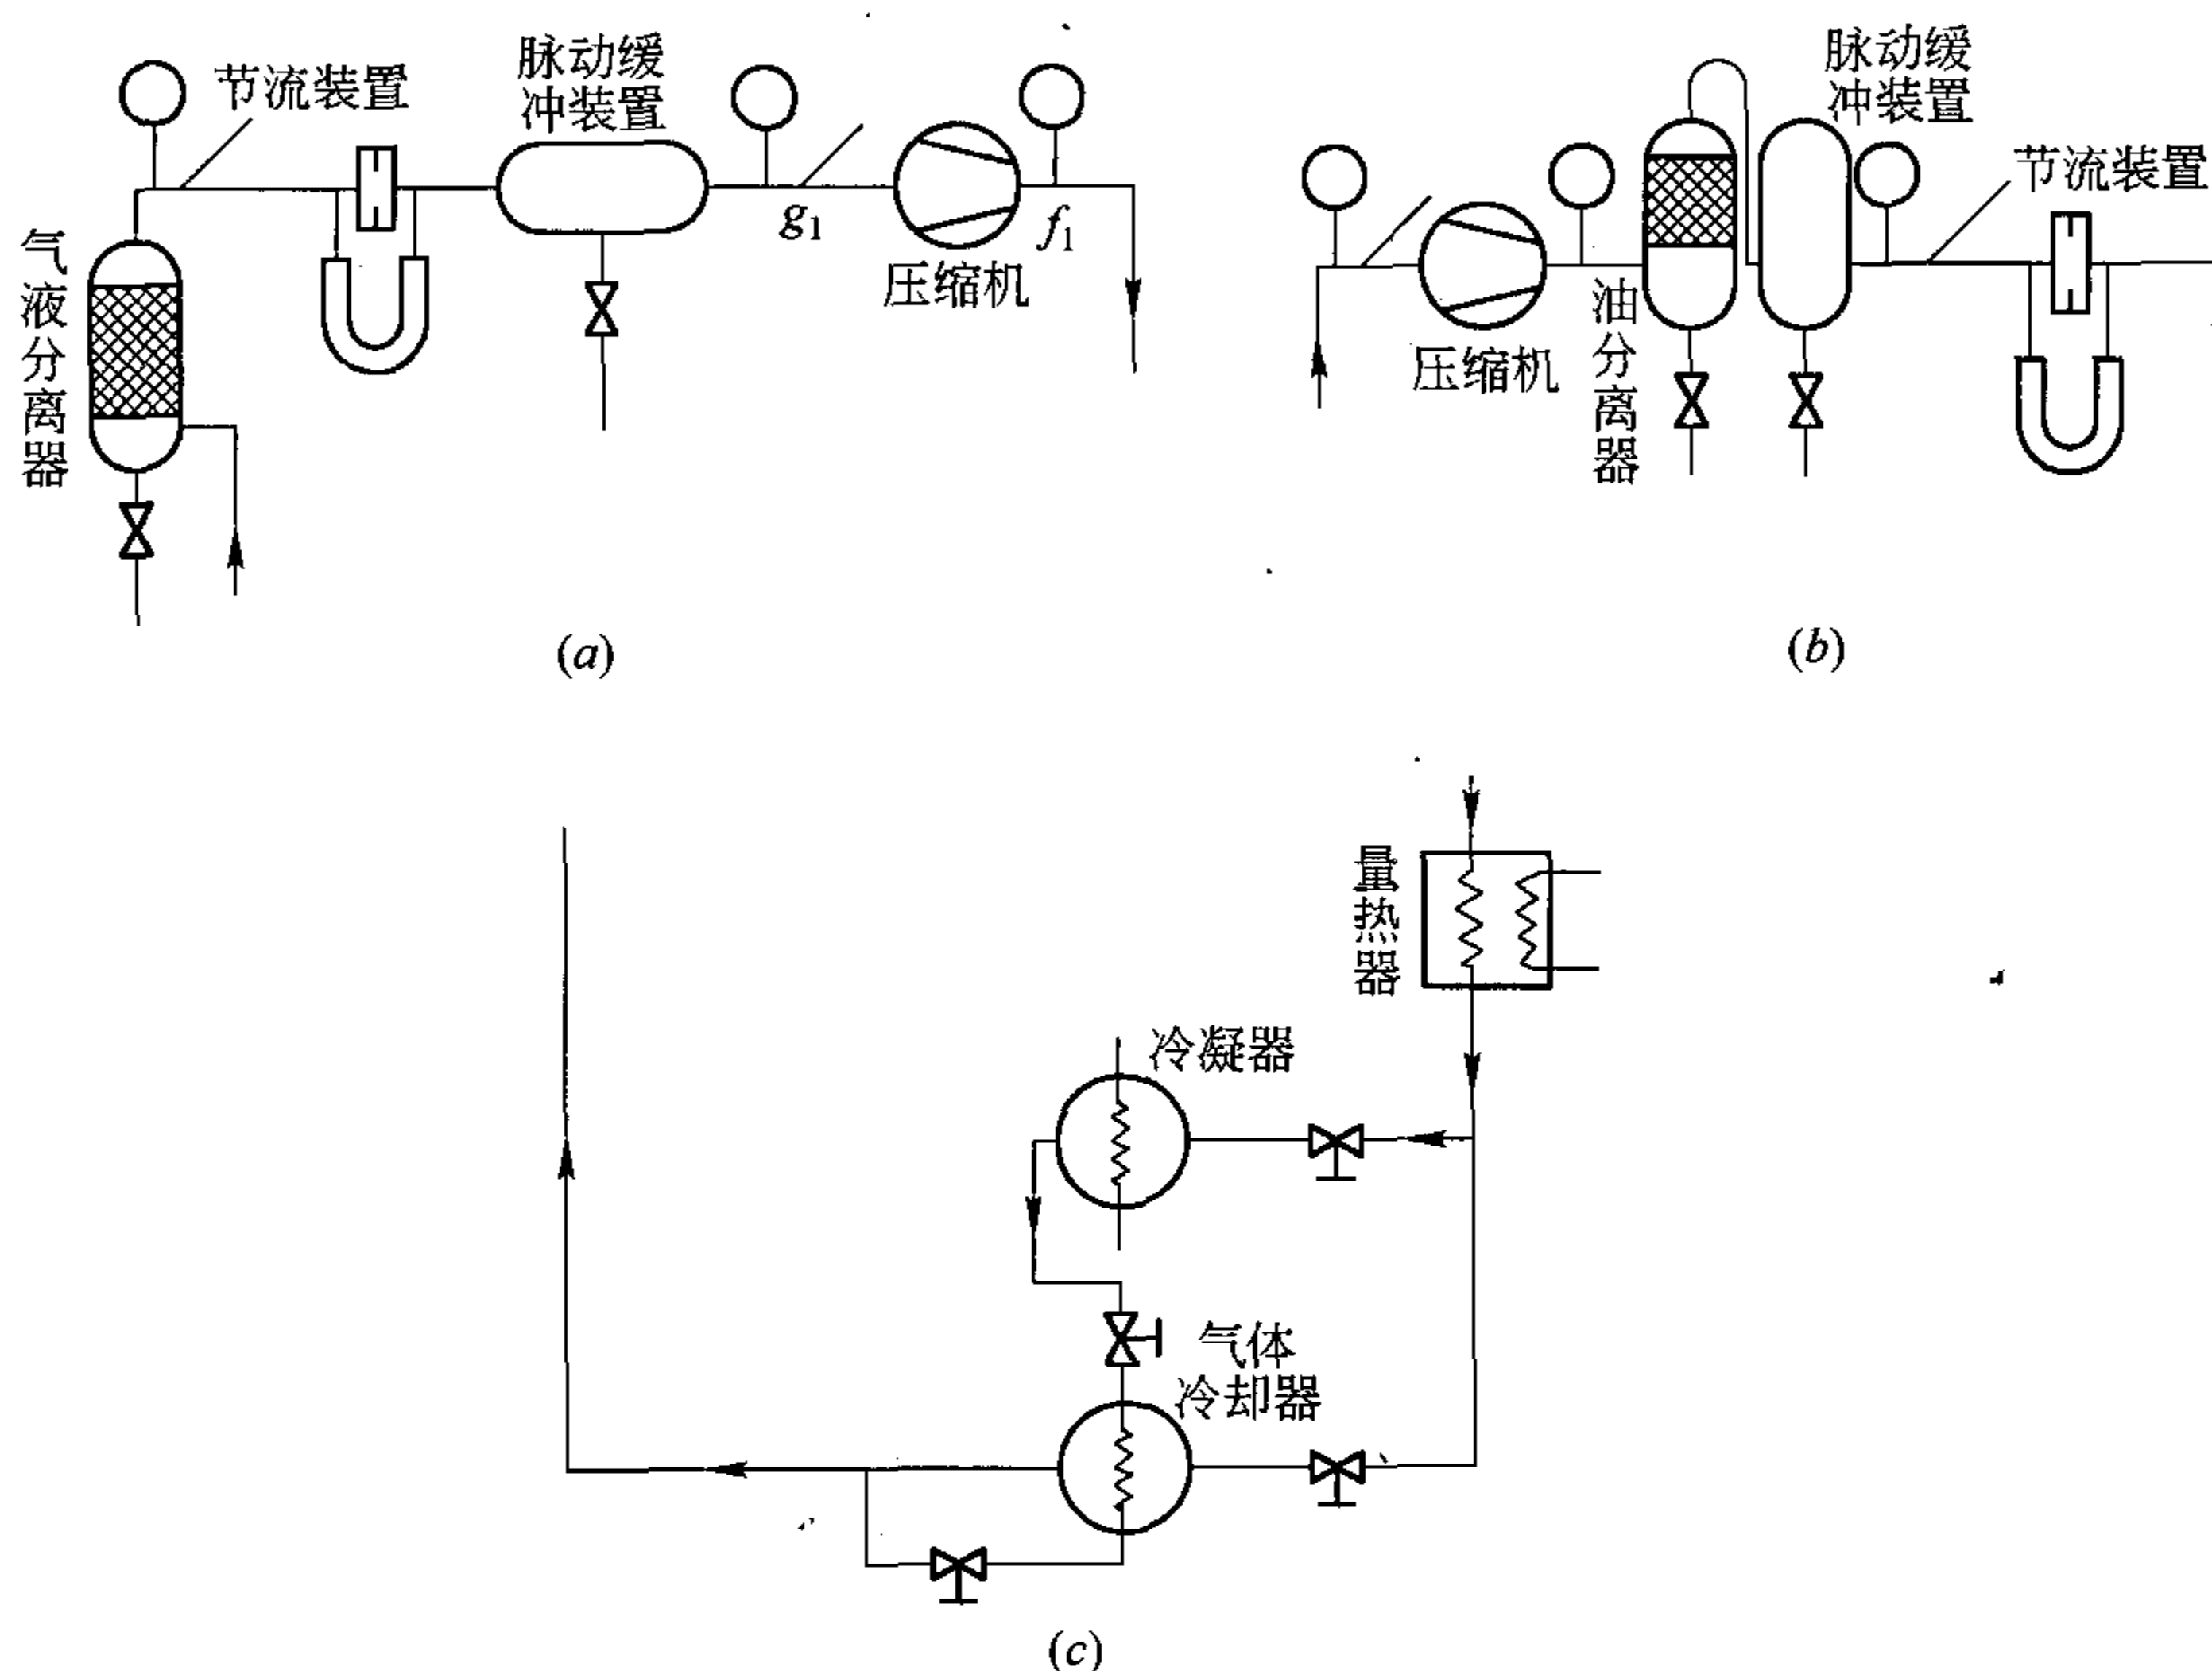 节流装置
脉动缓
冲装置
g1
f1
压缩机
气液分离器
(a)
脉动缓
冲装置
节流装置
压缩机
油分离器
(b)
量热器
冷凝器
气体
冷却器
(c)